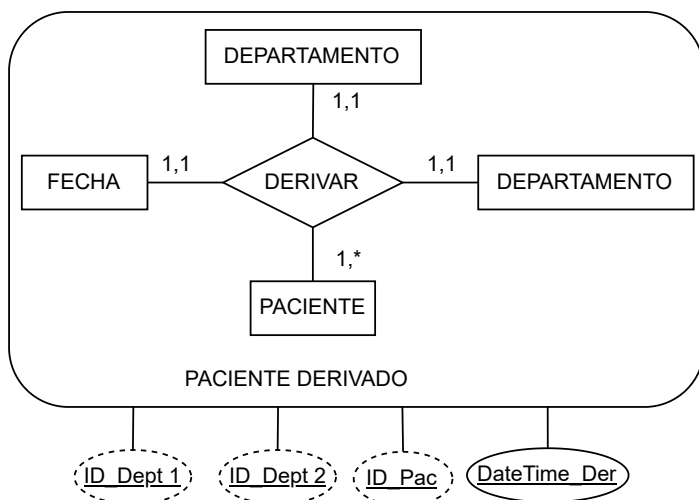 DEPARTAMENTO
1,1
FECHA
1,1
DERIVAR
1,1
DEPARTAMENTO
1,*
PACIENTE
PACIENTE DERIVADO
ID_Dept 1
ID_Dept 2
ID_Pac
DateTime_Der